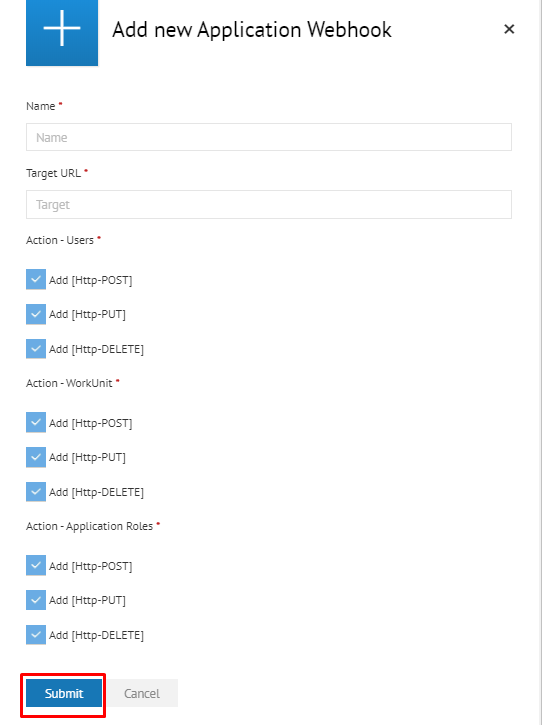 Add new Application Webhook
Name *
Name
Target URL *
Target
Action - Users *
Add [Http-POST]
Add [Http-PUT]
Add [Http-DELETE]
Action - WorkUnit *
Add [Http-POST]
Add [Http-PUT]
Add [Http-DELETE]
Action - Application Roles *
Add [Http-POST]
Add [Http-PUT]
Add [Http-DELETE]
Submit Cancel